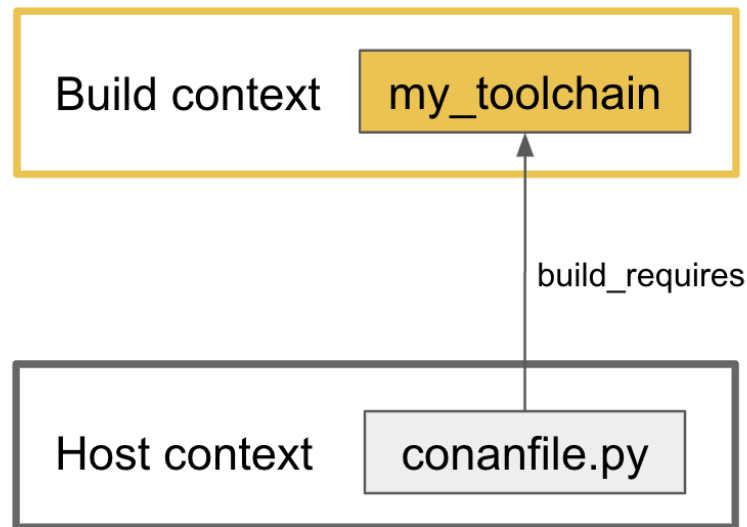 Build context
my_toolchain
build_requires
Host context
conanfile.py